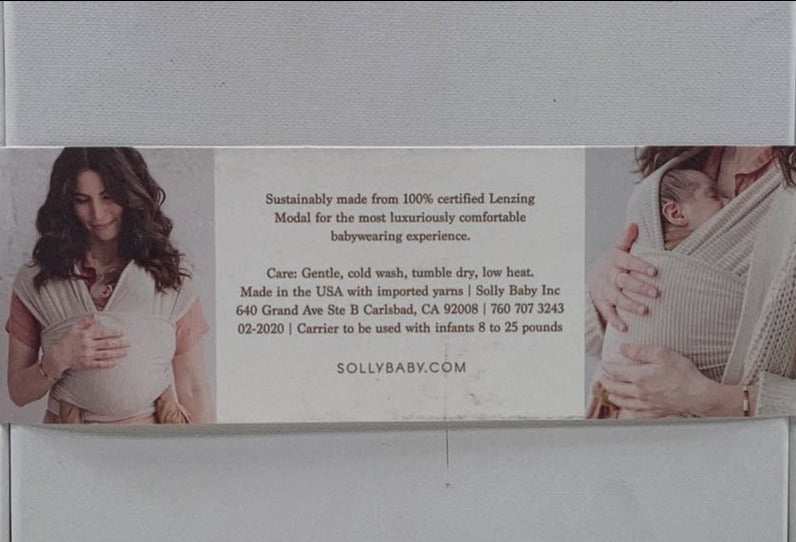 Sustainably made from 100% certified Lenzing
Modal for the most luxuriously comfortable
babywearing experience.
Care: Gentle, cold wash, tumble dry, low heat.
Made in the USA with imported yarns | Solly Baby Inc
640 Grand Ave Ste B Carlsbad, CA 92008 | 760 707 3243
02-2020 | Carrier to be used with infants 8 to 25 pounds
SOLLYBABY.COM